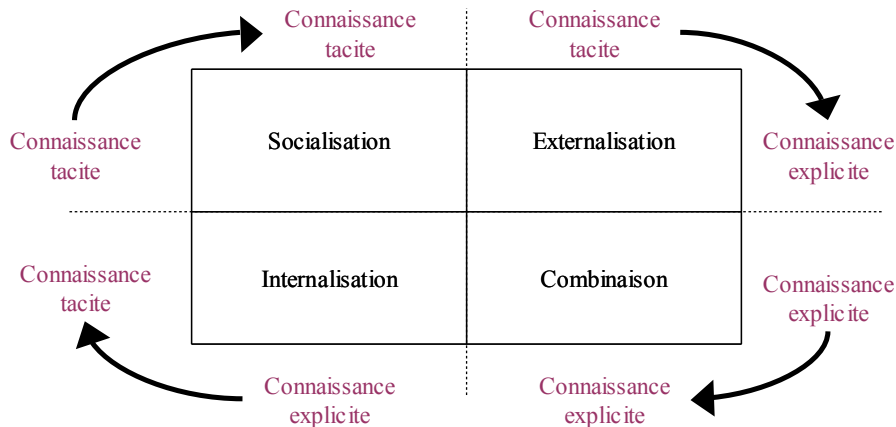 Connaissance
tacite
Connaissance
tacite
Connaissance
tacite
Socialisation
Externalisation
Connaissance
explicite
Connaissance
tacite
Internalisation
Combinaison
Connaissance
explicite
Connaissance
explicite
Connaissance
explicite